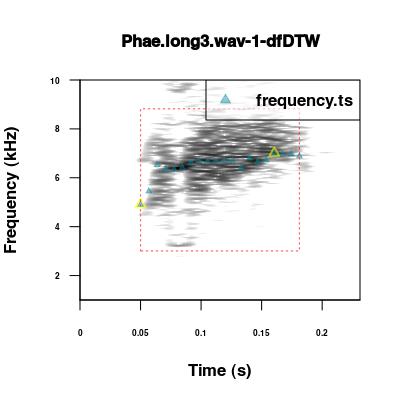 Phae.long3.wav-1-dfDTW
frequency.ts
Frequency (kHz)
10
8
6
4
2
0 0.05 0.1 0.15 0.2
Time (s)